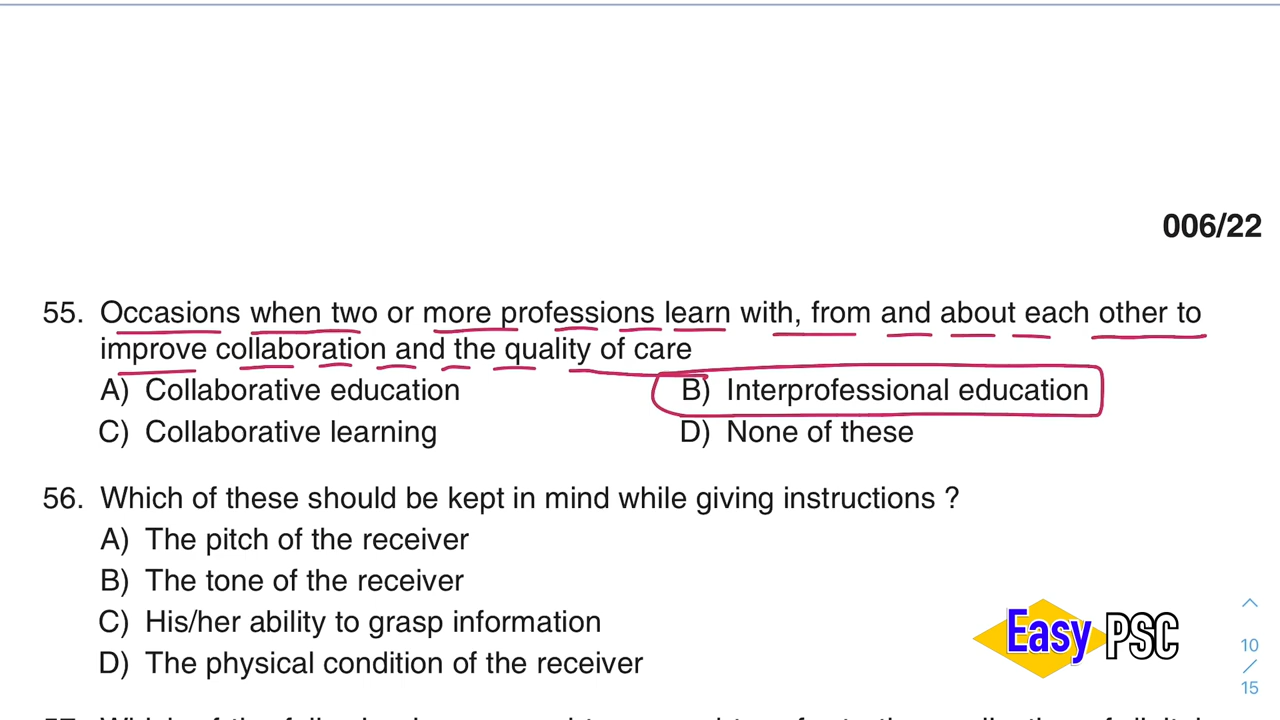 006/22
55. Occasions when two or more professions learn with, from and about each other to
improve collaboration and the quality of care
A) Collaborative education B) Interprofessional education
C) Collaborative learning D) None of these
56. Which of these should be kept in mind while giving instructions ?
A) The pitch of the receiver
B) The tone of the receiver
C) His/her ability to grasp information
D) The physical condition of the receiver
Easy PSC
10
/
15